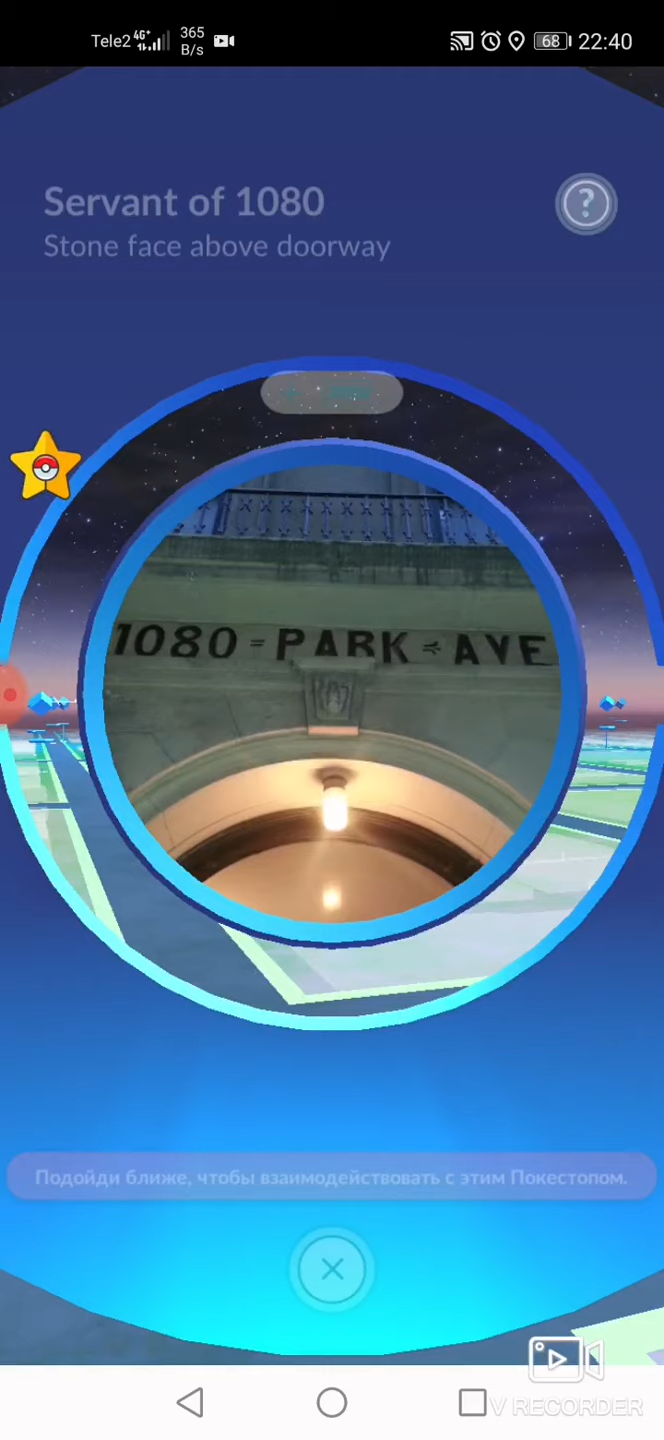 Tele2 4G+ 365 B/s 68 22:40
Servant of 1080
Stone face above doorway
1080 = PARK = AVE
Подойди ближе, чтобы взаимодействовать с этим Покестопом.
V RECORDER